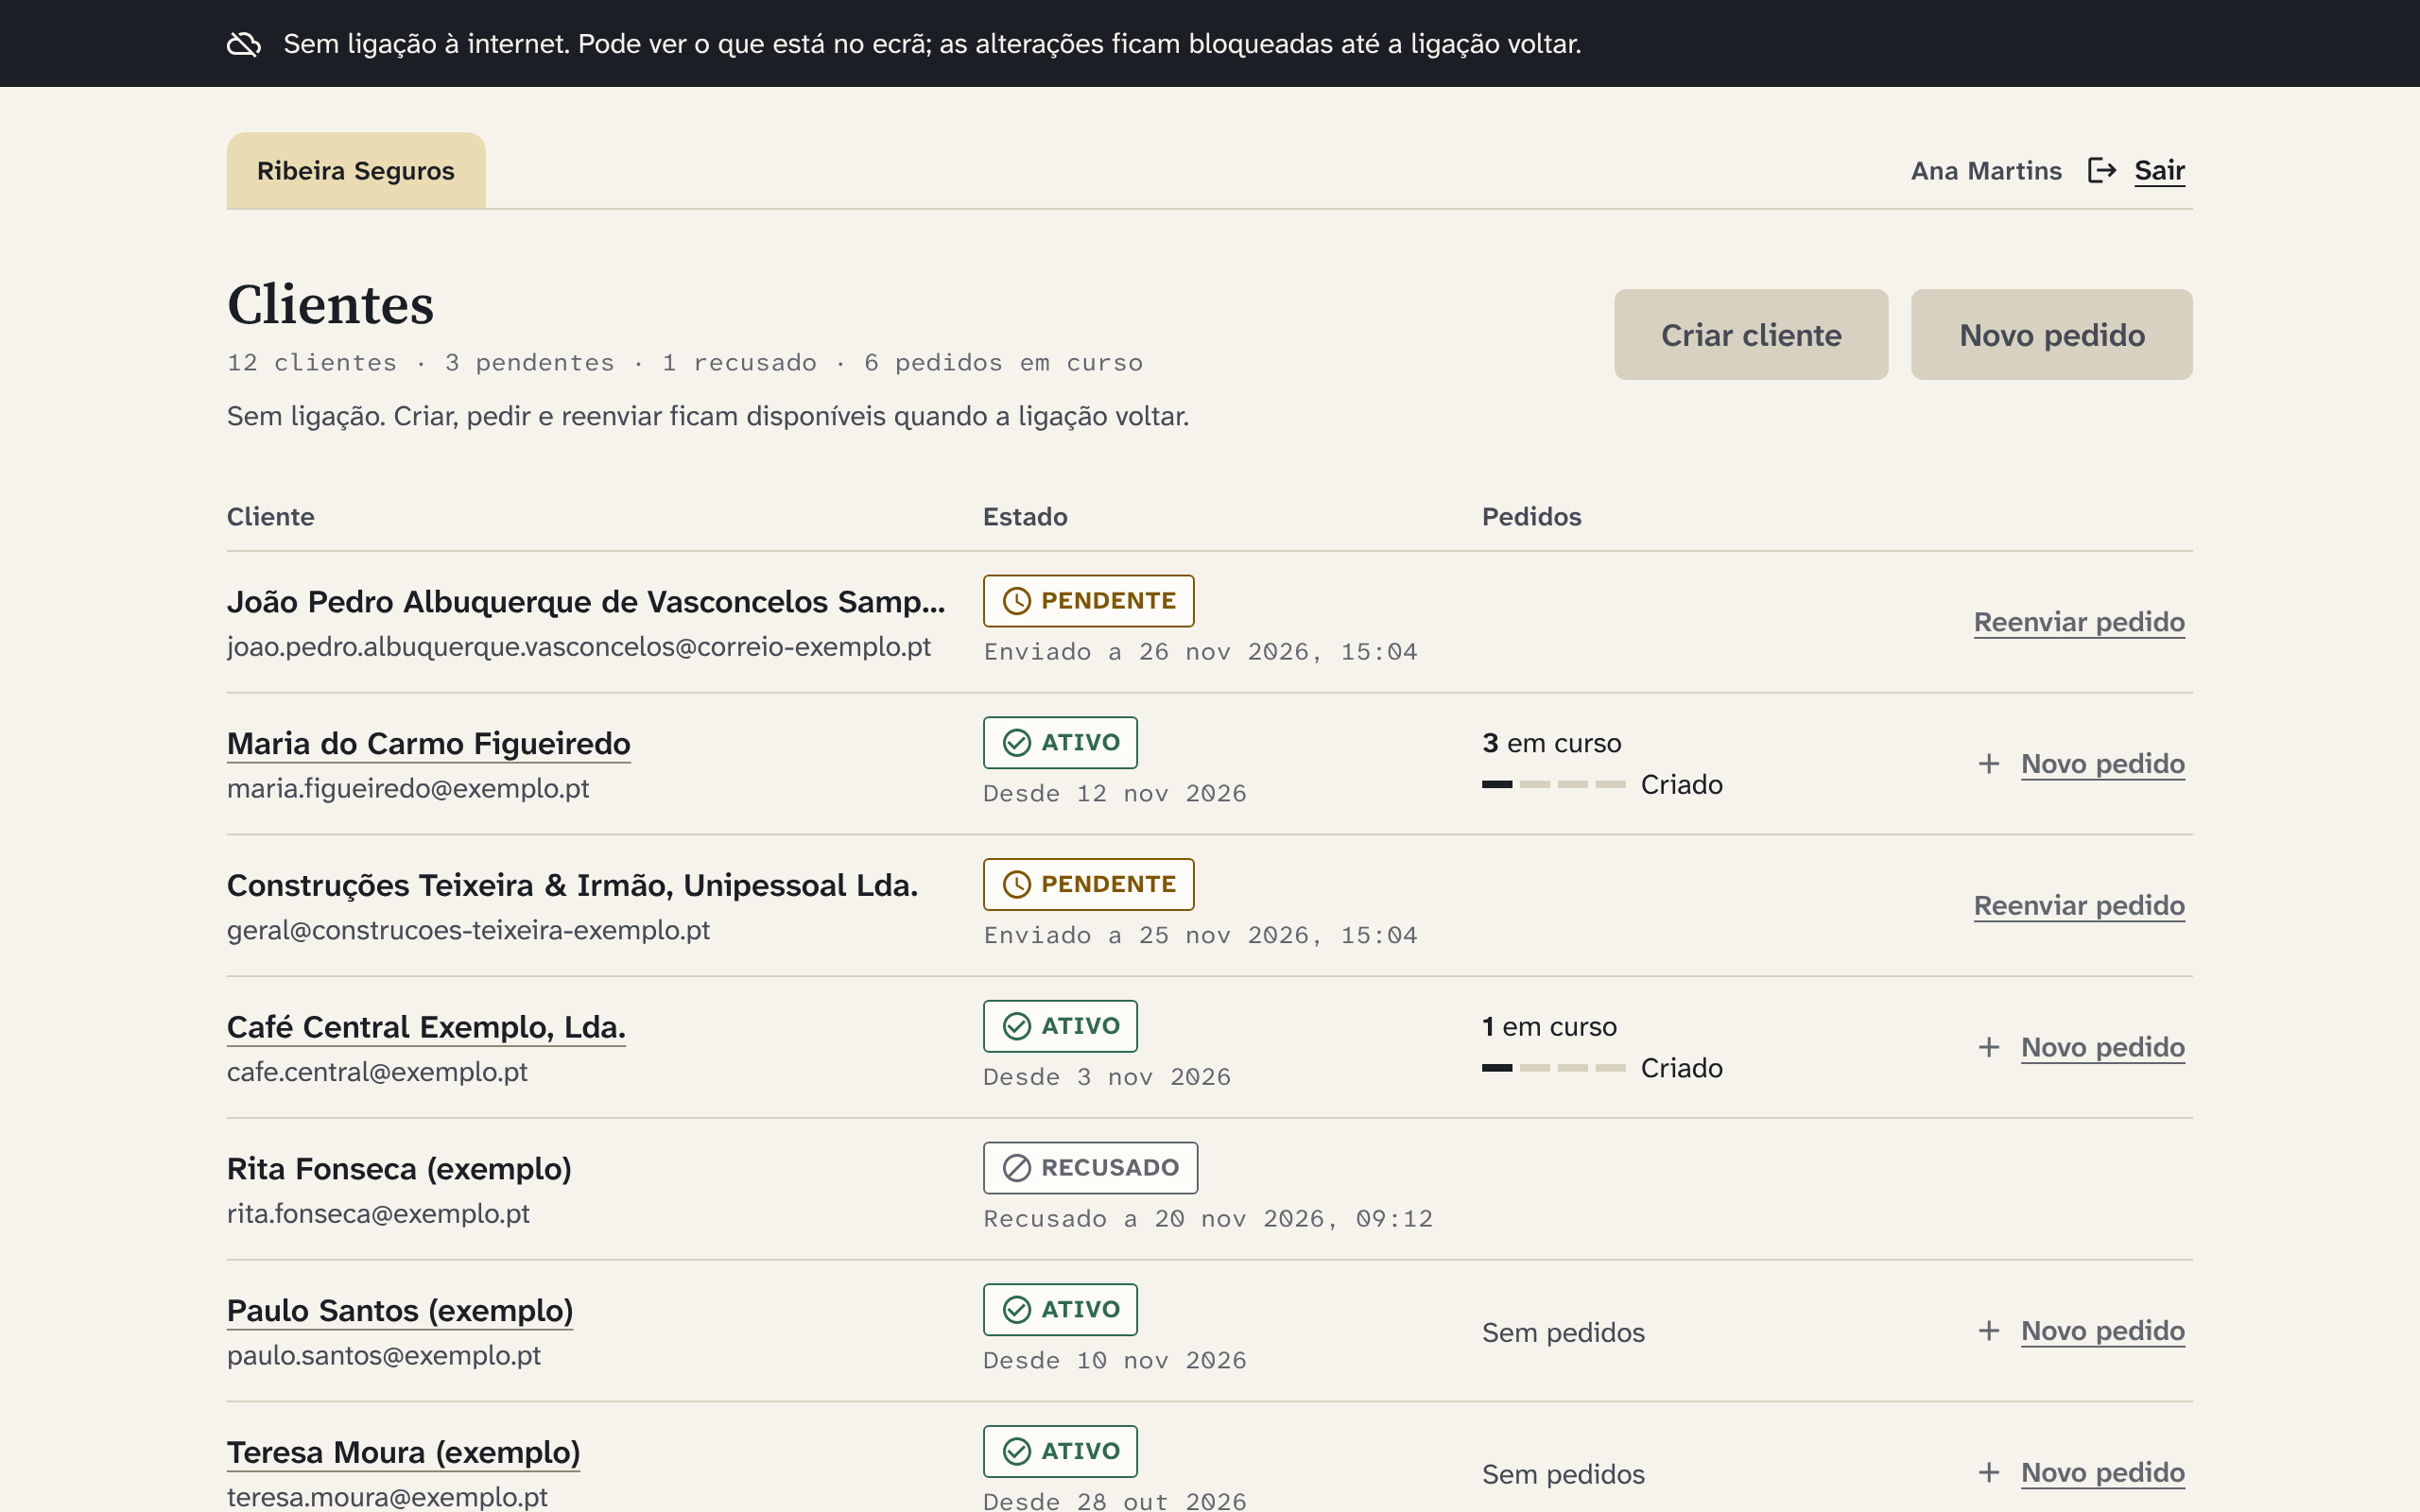 Sem ligação à internet. Pode ver o que está no ecrã; as alterações ficam bloqueadas até a ligação voltar.
Ribeira Seguros
Ana Martins Sair
Clientes
Criar cliente Novo pedido
12 clientes · 3 pendentes · 1 recusado · 6 pedidos em curso
Sem ligação. Criar, pedir e reenviar ficam disponíveis quando a ligação voltar.
Cliente Estado Pedidos
João Pedro Albuquerque de Vasconcelos Samp... PENDENTE
Reenviar pedido
joao.pedro.albuquerque.vasconcelos@correio-exemplo.pt Enviado a 26 nov 2026, 15:04
Maria do Carmo Figueiredo ATIVO 3 em curso
+ Novo pedido
maria.figueiredo@exemplo.pt Desde 12 nov 2026 Criado
Construções Teixeira & Irmão, Unipessoal Lda. PENDENTE
Reenviar pedido
geral@construcoes-teixeira-exemplo.pt Enviado a 25 nov 2026, 15:04
Café Central Exemplo, Lda. ATIVO 1 em curso
+ Novo pedido
cafe.central@exemplo.pt Desde 3 nov 2026 Criado
Rita Fonseca (exemplo) RECUSADO
rita.fonseca@exemplo.pt Recusado a 20 nov 2026, 09:12
Paulo Santos (exemplo) ATIVO
Sem pedidos + Novo pedido
paulo.santos@exemplo.pt Desde 10 nov 2026
Teresa Moura (exemplo) ATIVO
Sem pedidos + Novo pedido
teresa.moura@exemplo.pt Desde 28 out 2026